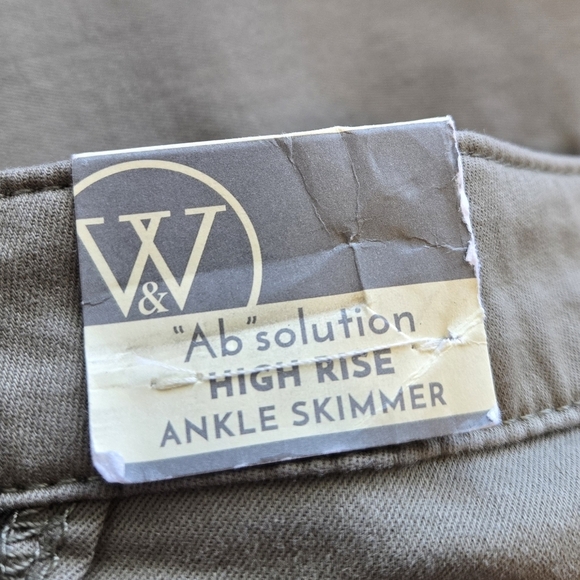 W
&
"Ab"solution
HIGH RISE
ANKLE SKIMMER